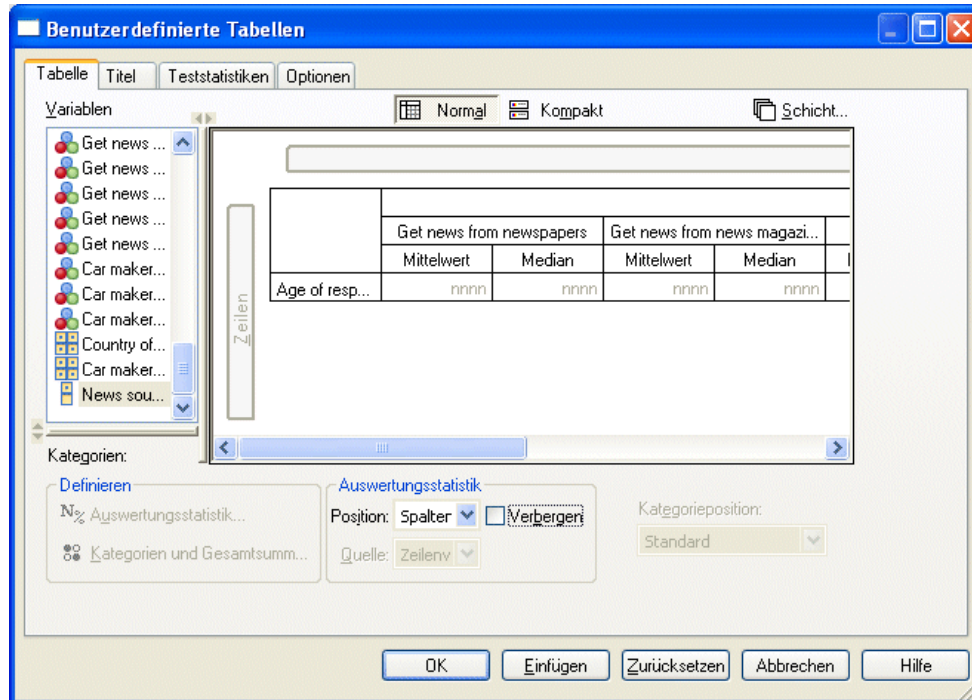 Benutzerdefinierte Tabellen
Tabelle Titel Teststatistiken Optionen
Variablen
Normal Kompakt Schicht...
Get news ...
Get news ...
Get news ...
Get news ...
Get news ...
Car maker...
Car maker...
Car maker...
Country of...
Car maker...
News sou...
Get news from newspapers Get news from news magazi...
Mittelwert Median Mittelwert Median
Age of resp... nnnn nnnn nnnn nnnn
Zeilen
Kategorien:
Definieren
N% Auswertungsstatistik...
Kategorien und Gesamtsumm...
Auswertungsstatistik
Position: Spalter Verbergen
Quelle: Zeilenv
Kategorieposition:
Standard
OK Einfügen Zurücksetzen Abbrechen Hilfe